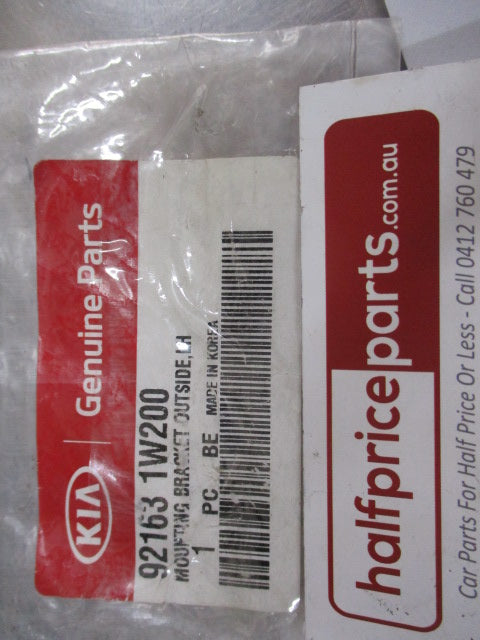 KIA | Genuine Parts
92163 1W200
MOUNTING BRACKET OUTSIDE,LH
1 PC BE MADE IN KOREA
halfpriceparts.com.au
Car Parts For Half Price Or Less - Call 0412 760 479